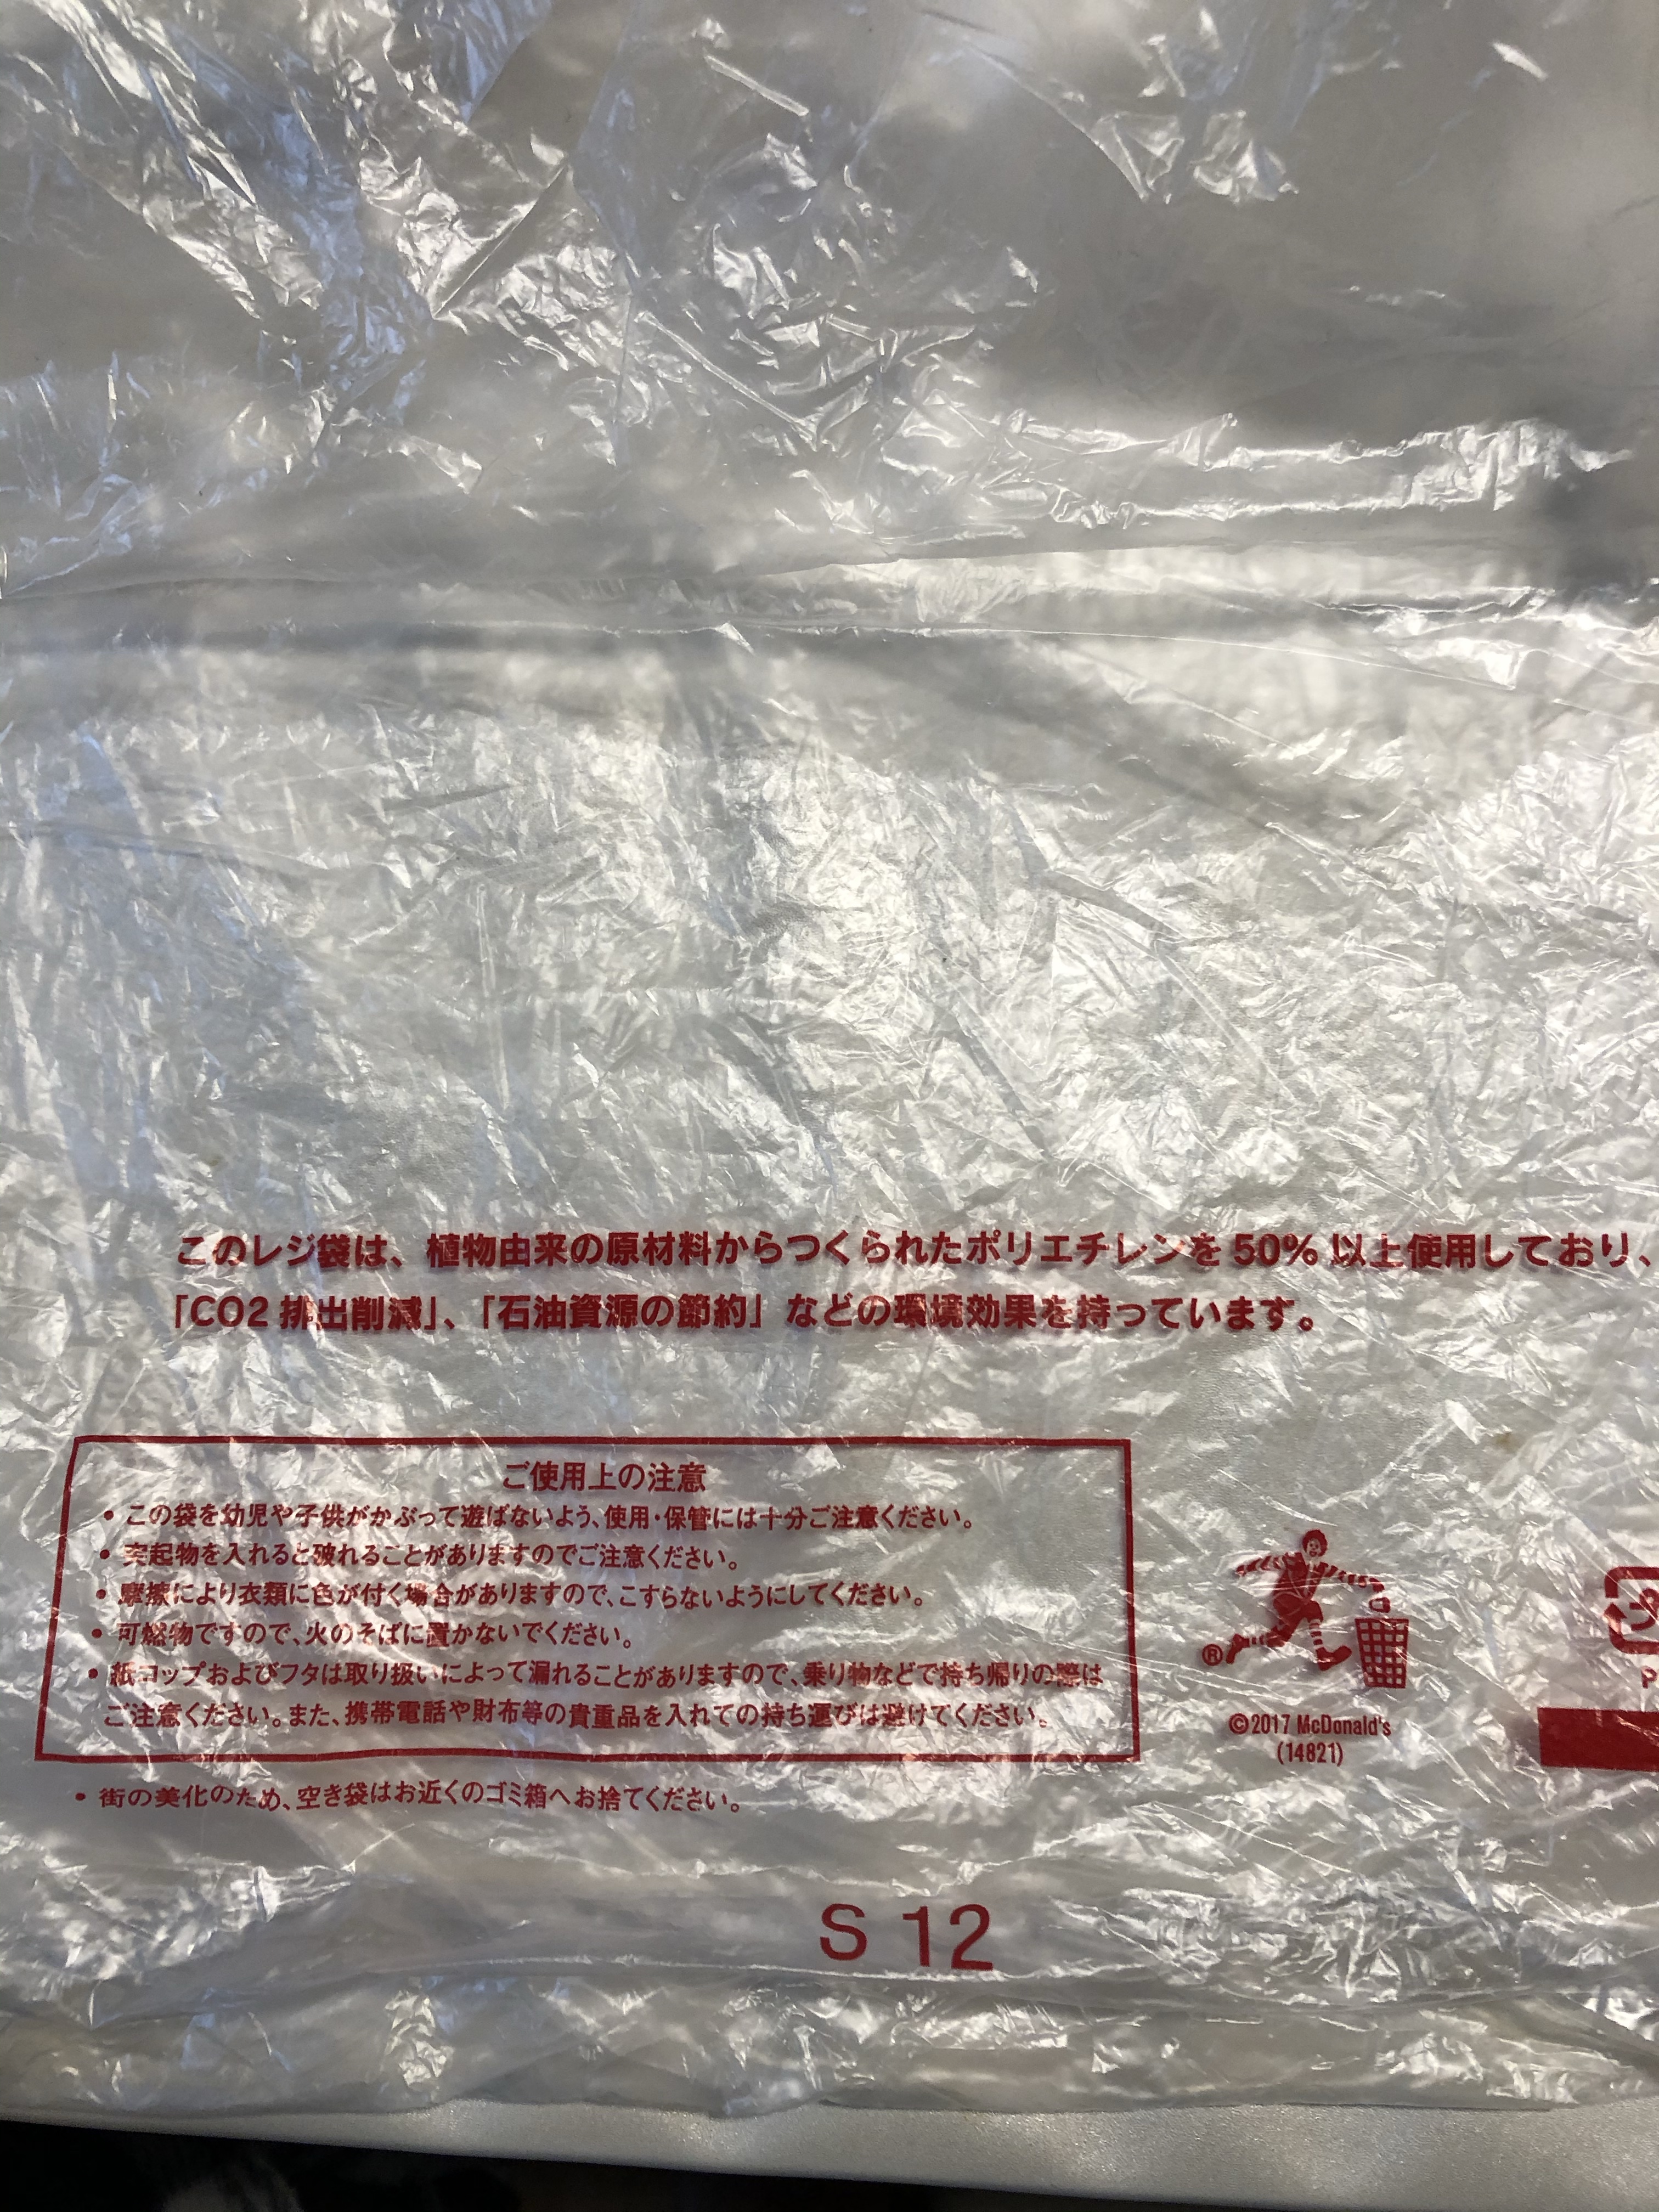 このレジ袋は、植物由来の原材料からつくられたポリエチレンを 50% 以上使用しており、
「CO2 排出削減」、「石油資源の節約」 などの環境効果を持っています。
ご使用上の注意
• この袋を幼児や子供がかぶって遊ばないよう、使用・保管には十分ご注意ください。
• 突起物を入れると破れることがありますのでご注意ください。
• 摩擦により衣類に色が付く場合がありますので、こすらないようにしてください。
• 可燃物ですので、火のそばに置かないでください。
• 紙コップおよびフタは取り扱いによって漏れることがありますので、乗り物などで持ち帰りの際は
ご注意ください。また、携帯電話や財布等の貴重品を入れての持ち運びは避けてください。
• 街の美化のため、空き袋はお近くのゴミ箱へお捨てください。
®
©2017 McDonald's
(14821)
P
S 12